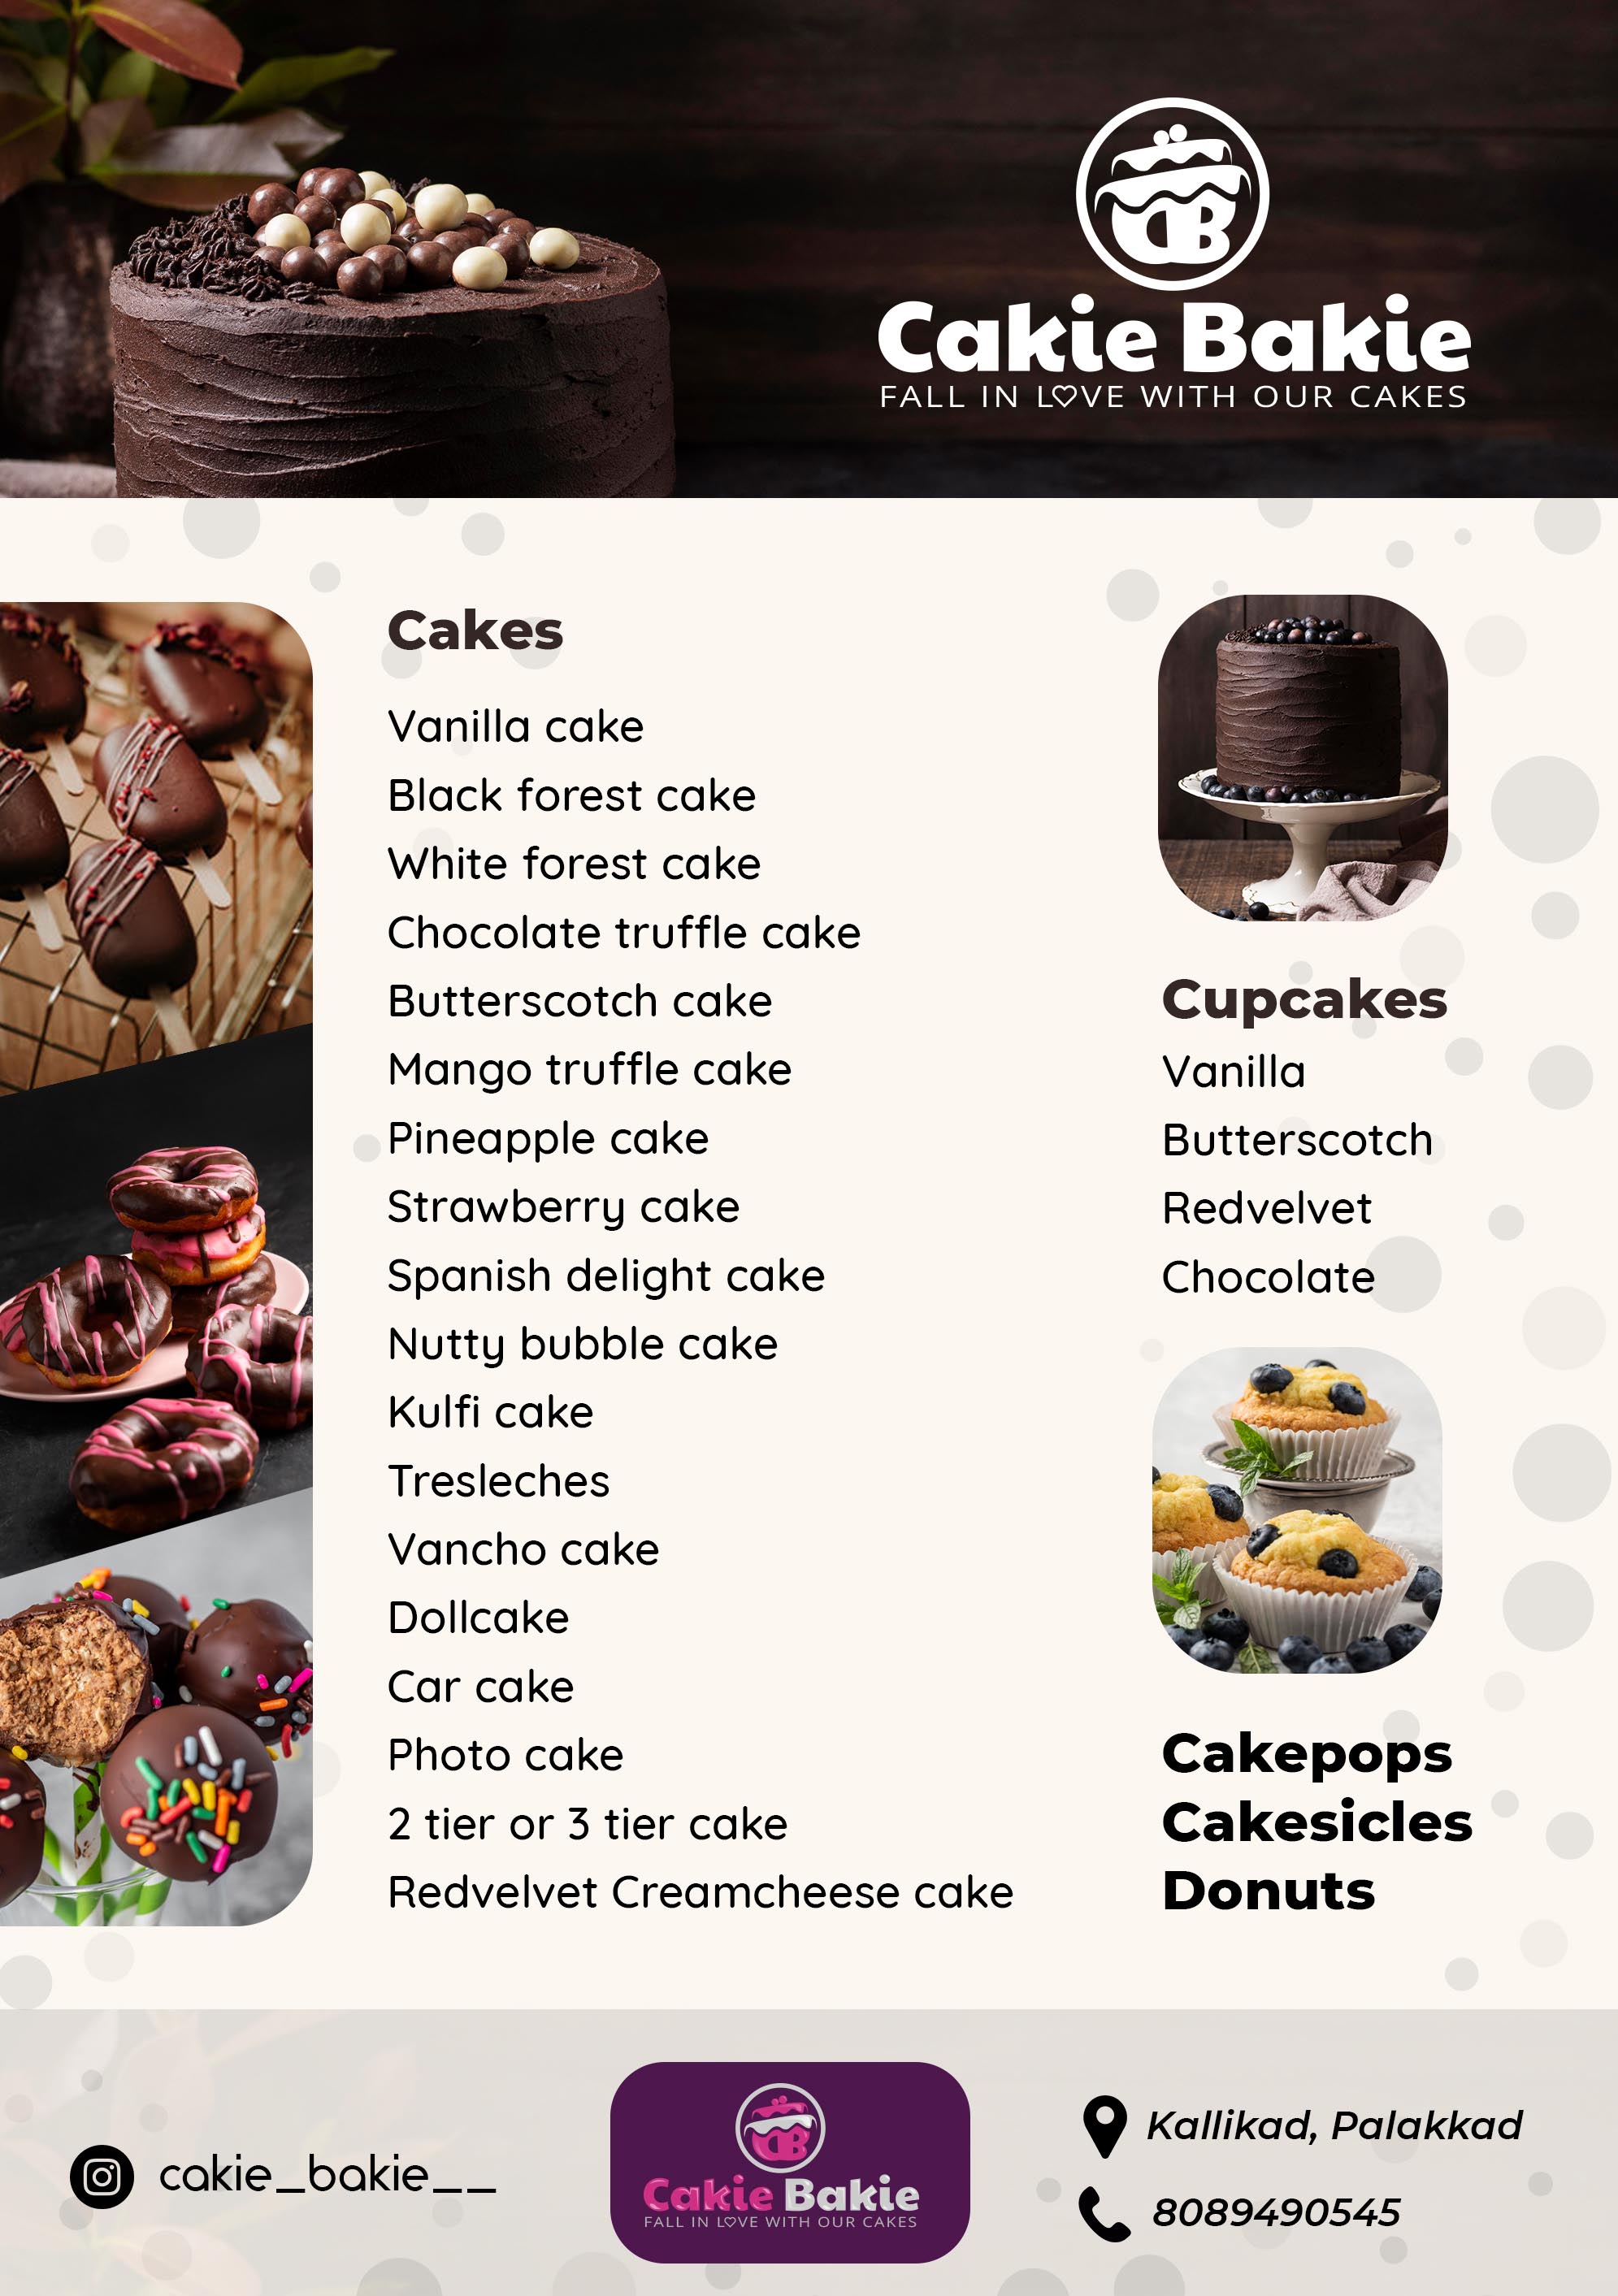 CB
Cakie Bakie
FALL IN LOVE WITH OUR CAKES
Cakes
Vanilla cake
Black forest cake
White forest cake
Chocolate truffle cake
Butterscotch cake
Mango truffle cake
Pineapple cake
Strawberry cake
Spanish delight cake
Nutty bubble cake
Kulfi cake
Tresleches
Vancho cake
Dollcake
Car cake
Photo cake
2 tier or 3 tier cake
Redvelvet Creamcheese cake
Cupcakes
Vanilla
Butterscotch
Redvelvet
Chocolate
Cakepops
Cakesicles
Donuts
cakie_bakie__
CB
Cakie Bakie
FALL IN LOVE WITH OUR CAKES
Kallikad, Palakkad
8089490545